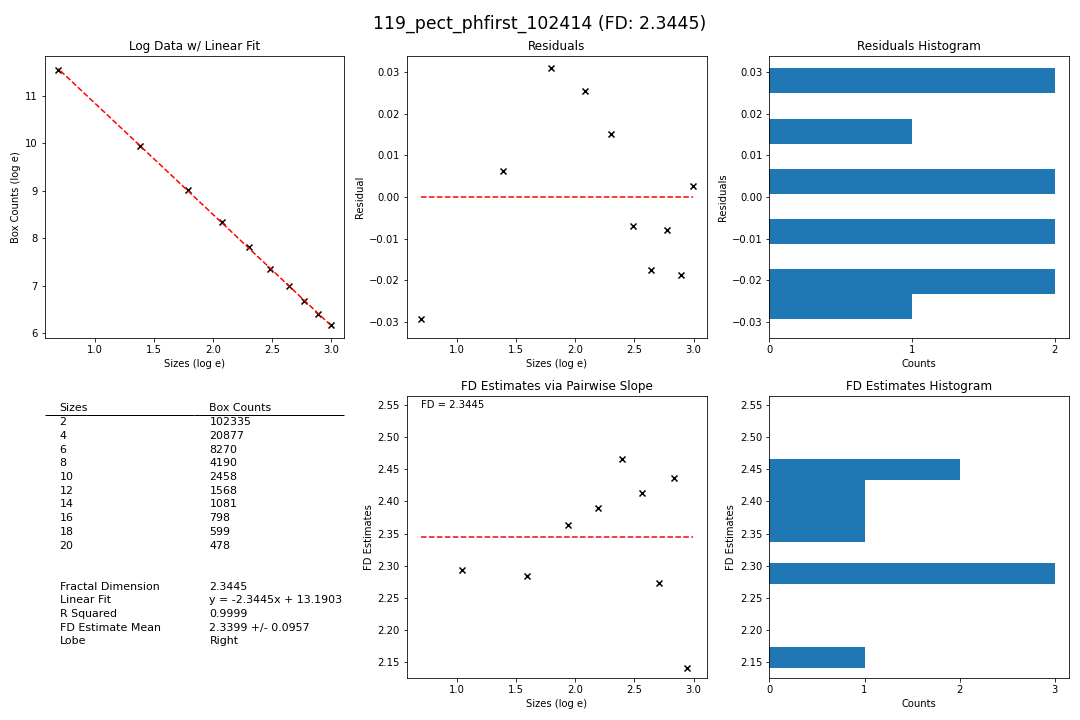 119_pect_phfirst_102414 (FD: 2.3445)
Log Data w/ Linear Fit
Box Counts (log e)
11
10
9
8
7
6
1.0 1.5 2.0 2.5 3.0
Sizes (log e)
Residuals
Residual
0.03
0.02
0.01
0.00
−0.01
−0.02
−0.03
1.0 1.5 2.0 2.5 3.0
Sizes (log e)
Residuals Histogram
Residuals
0.03
0.02
0.01
0.00
−0.01
−0.02
−0.03
0 1 2
Counts
Sizes Box Counts
2 102335
4 20877
6 8270
8 4190
10 2458
12 1568
14 1081
16 798
18 599
20 478
Fractal Dimension 2.3445
Linear Fit y = -2.3445x + 13.1903
R Squared 0.9999
FD Estimate Mean 2.3399 +/- 0.0957
Lobe Right
FD Estimates via Pairwise Slope
FD = 2.3445
FD Estimates
2.55
2.50
2.45
2.40
2.35
2.30
2.25
2.20
2.15
1.0 1.5 2.0 2.5 3.0
Sizes (log e)
FD Estimates Histogram
FD Estimates
2.55
2.50
2.45
2.40
2.35
2.30
2.25
2.20
2.15
0 1 2 3
Counts